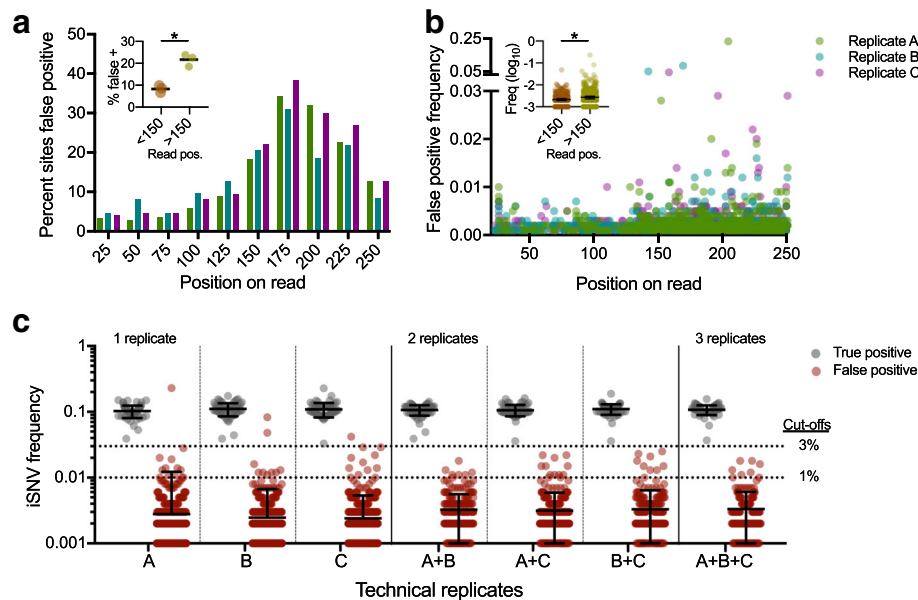 a
Percent sites false positive
50
40
30
20
10
0
25 50 75 100 125 150 175 200 225 250
Position on read
% false +
30
20
10
0
*
<150 >150
Read pos.
b
False positive frequency
0.25
0.05
0.03
0.02
0.01
0.00
50 100 150 200 250
Position on read
Freq (log10)
0
-1
-2
-3
*
<150 >150
Read pos.
Replicate A
Replicate B
Replicate C
c
1 replicate 2 replicates 3 replicates
iSNV frequency
1
0.1
0.01
0.001
A B C A+B A+C B+C A+B+C
Technical replicates
True positive
False positive
Cut-offs
3%
1%